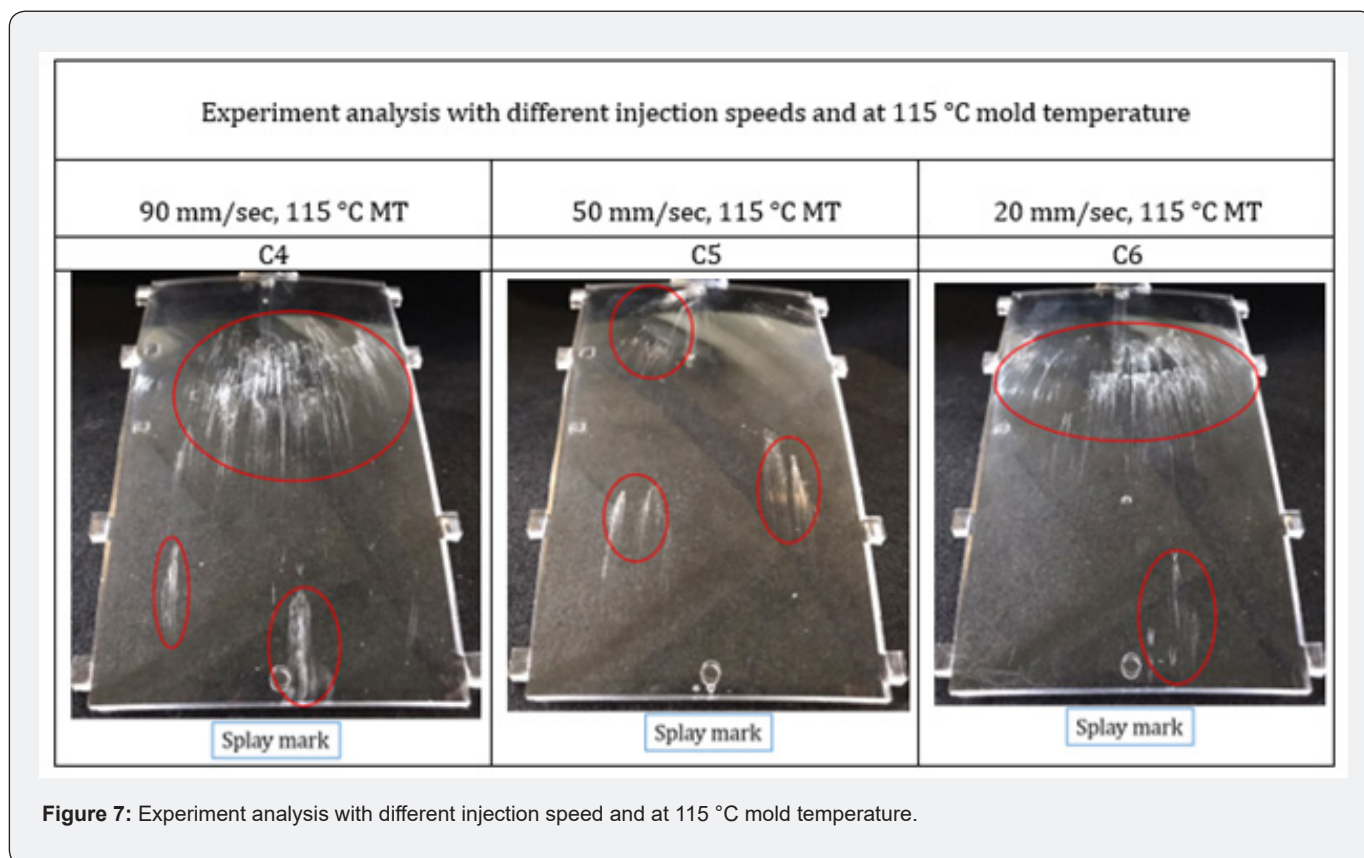 Experiment analysis with different injection speeds and at 115 °C mold temperature
90 mm/sec, 115 °C MT
50 mm/sec, 115 °C MT
20 mm/sec, 115 °C MT
C4
C5
C6
Splay mark
Splay mark
Splay mark
Figure 7: Experiment analysis with different injection speed and at 115 °C mold temperature.